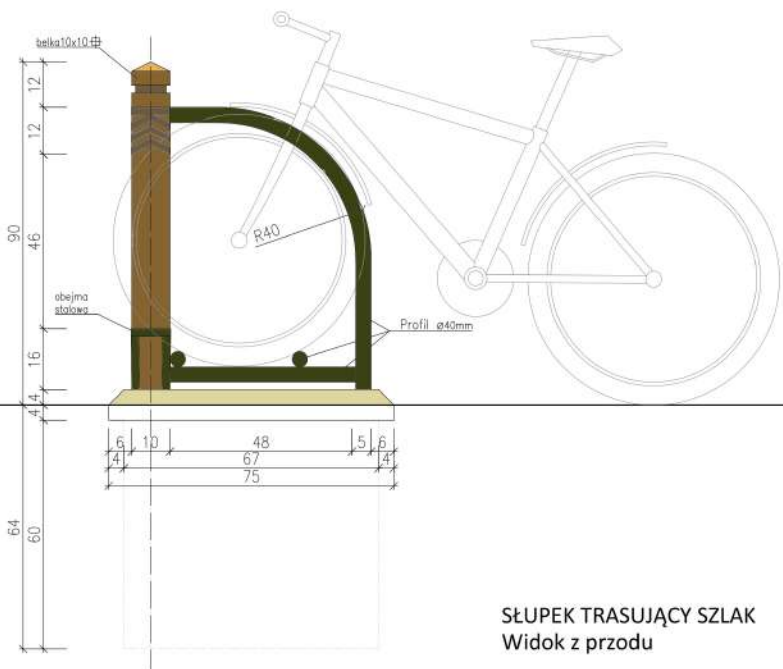 belka10x10
12
12
90
46
R40
obejma
stalowa
Profil ø40mm
16
4
4
6 10 48 5 6
4 67 4
75
64
60
SŁUPEK TRASUJĄCY SZLAK
Widok z przodu